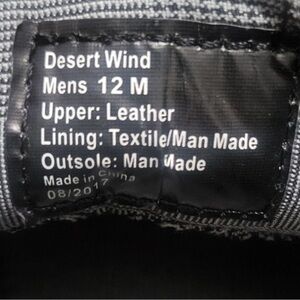 Desert Wind
Mens 12 M
Upper: Leather
Lining: Textile/Man Made
Outsole: Man Made
Made in China
08/2017